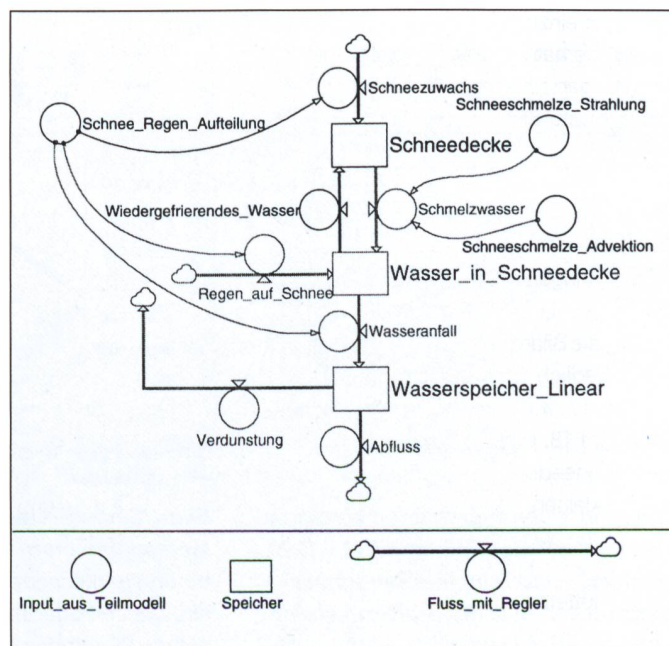 Schneezuwachs
Schneeschmelze_Strahlung
Schnee_Regen_Aufteilung
Schneedecke
Wiedergefrierendes_Wasser
Schmelzwasser
Schneeschmelze_Advektion
Wasser_in_Schneedecke
Regen_auf_Schnee
Wasseranfall
Wasserspeicher_Linear
Verdunstung
Abfluss
Input_aus_Teilmodell
Speicher
Fluss_mit_Regler